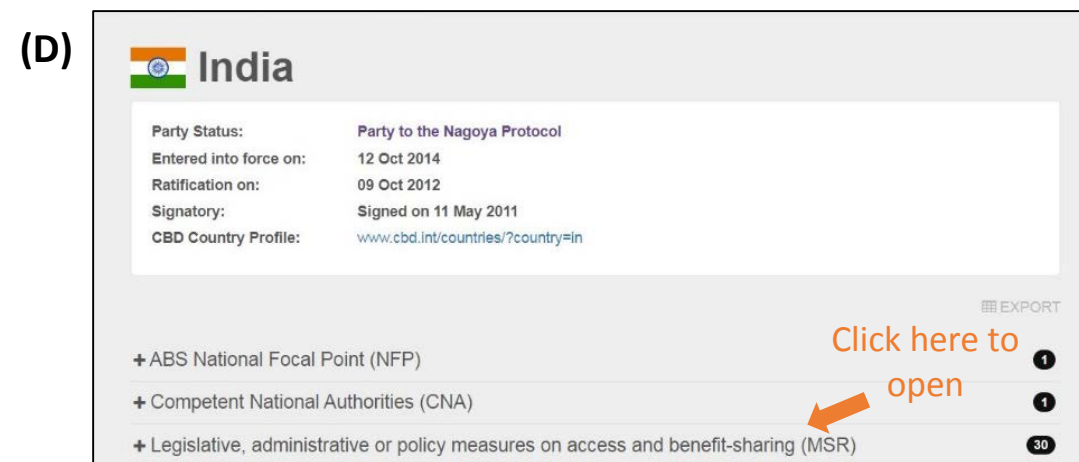 (D)
India
Party Status: Party to the Nagoya Protocol
Entered into force on: 12 Oct 2014
Ratification on: 09 Oct 2012
Signatory: Signed on 11 May 2011
CBD Country Profile: www.cbd.int/countries/?country=in
EXPORT
Click here to
open
+ ABS National Focal Point (NFP) 1
+ Competent National Authorities (CNA) 1
+ Legislative, administrative or policy measures on access and benefit-sharing (MSR) 30